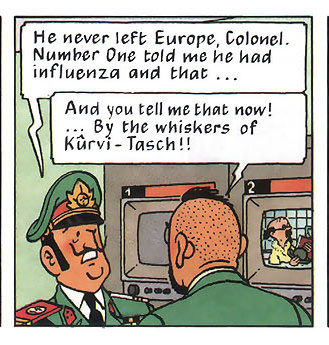 He never left Europe, Colonel.
Number One told me he had
influenza and that ...
And you tell me that now!
... By the whiskers of
Kûrvi-Tasch!!
1
2